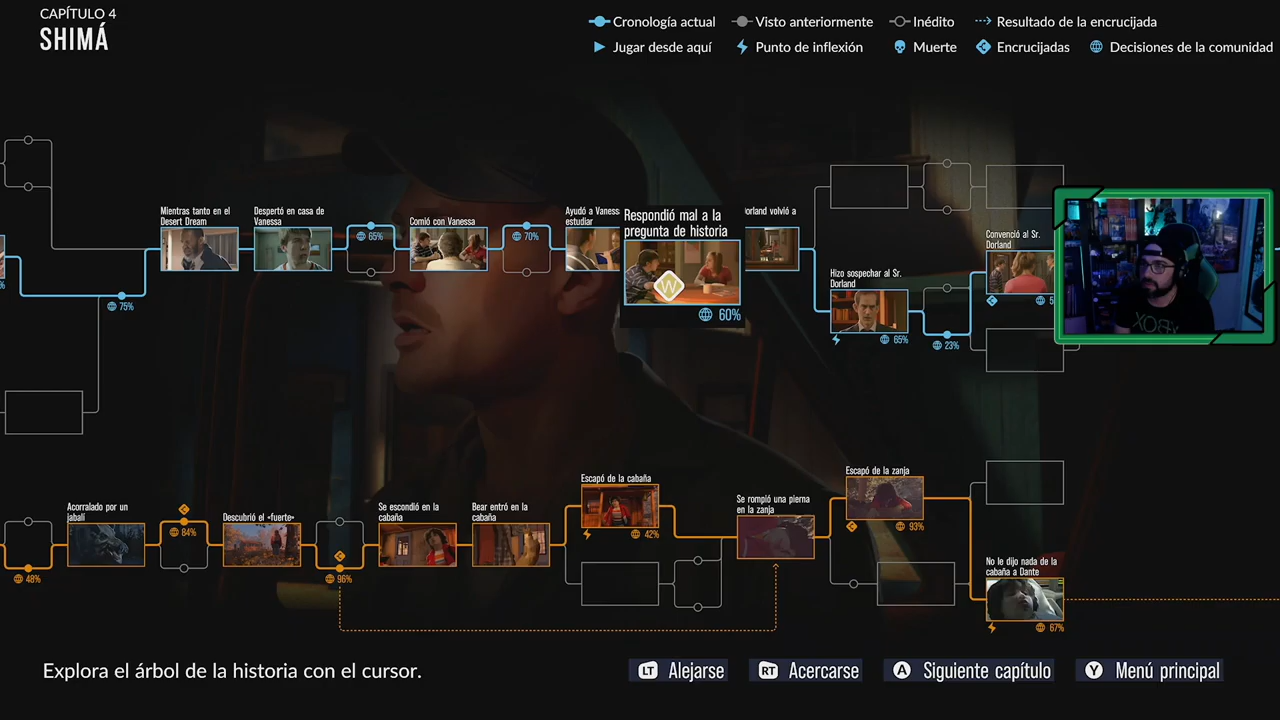 CAPÍTULO 4
SHIMÁ
Cronología actual
Visto anteriormente
Inédito
Resultado de la encrucijada
Jugar desde aquí
Punto de inflexión
Muerte
Encrucijadas
Decisiones de la comunidad
Mientras tanto en el
Desert Dream
Despertó en casa de
Vanessa
65%
Comió con Vanessa
70%
Ayudó a Vaness
estudiar
Respondió mal a la
pregunta de historia
W
60%
Dorland volvió a
Hizo sospechar al Sr.
Dorland
65%
23%
Convenció al Sr.
Dorland
75%
XBOX
48%
Acorralado por un
jabalí
84%
Descubrió el «fuerte»
96%
Se escondió en la
cabaña
Bear entró en la
cabaña
Escapó de la cabaña
42%
Se rompió una pierna
en la zanja
Escapó de la zanja
93%
No le dijo nada de la
cabaña a Dante
67%
Explora el árbol de la historia con el cursor.
LT Alejarse
RT Acercarse
A Siguiente capítulo
Y Menú principal